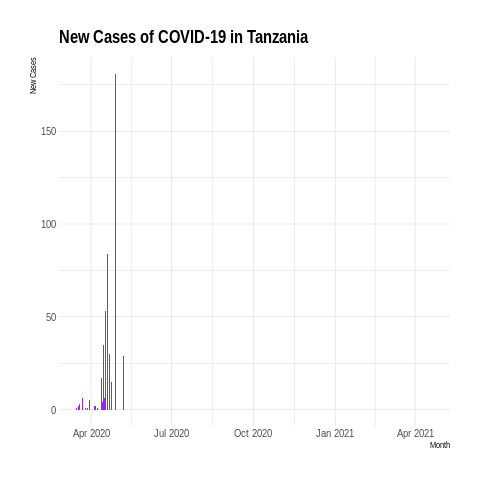 New Cases of COVID-19 in Tanzania
New Cases
150
100
50
0
Apr 2020 Jul 2020 Oct 2020 Jan 2021 Apr 2021
Month